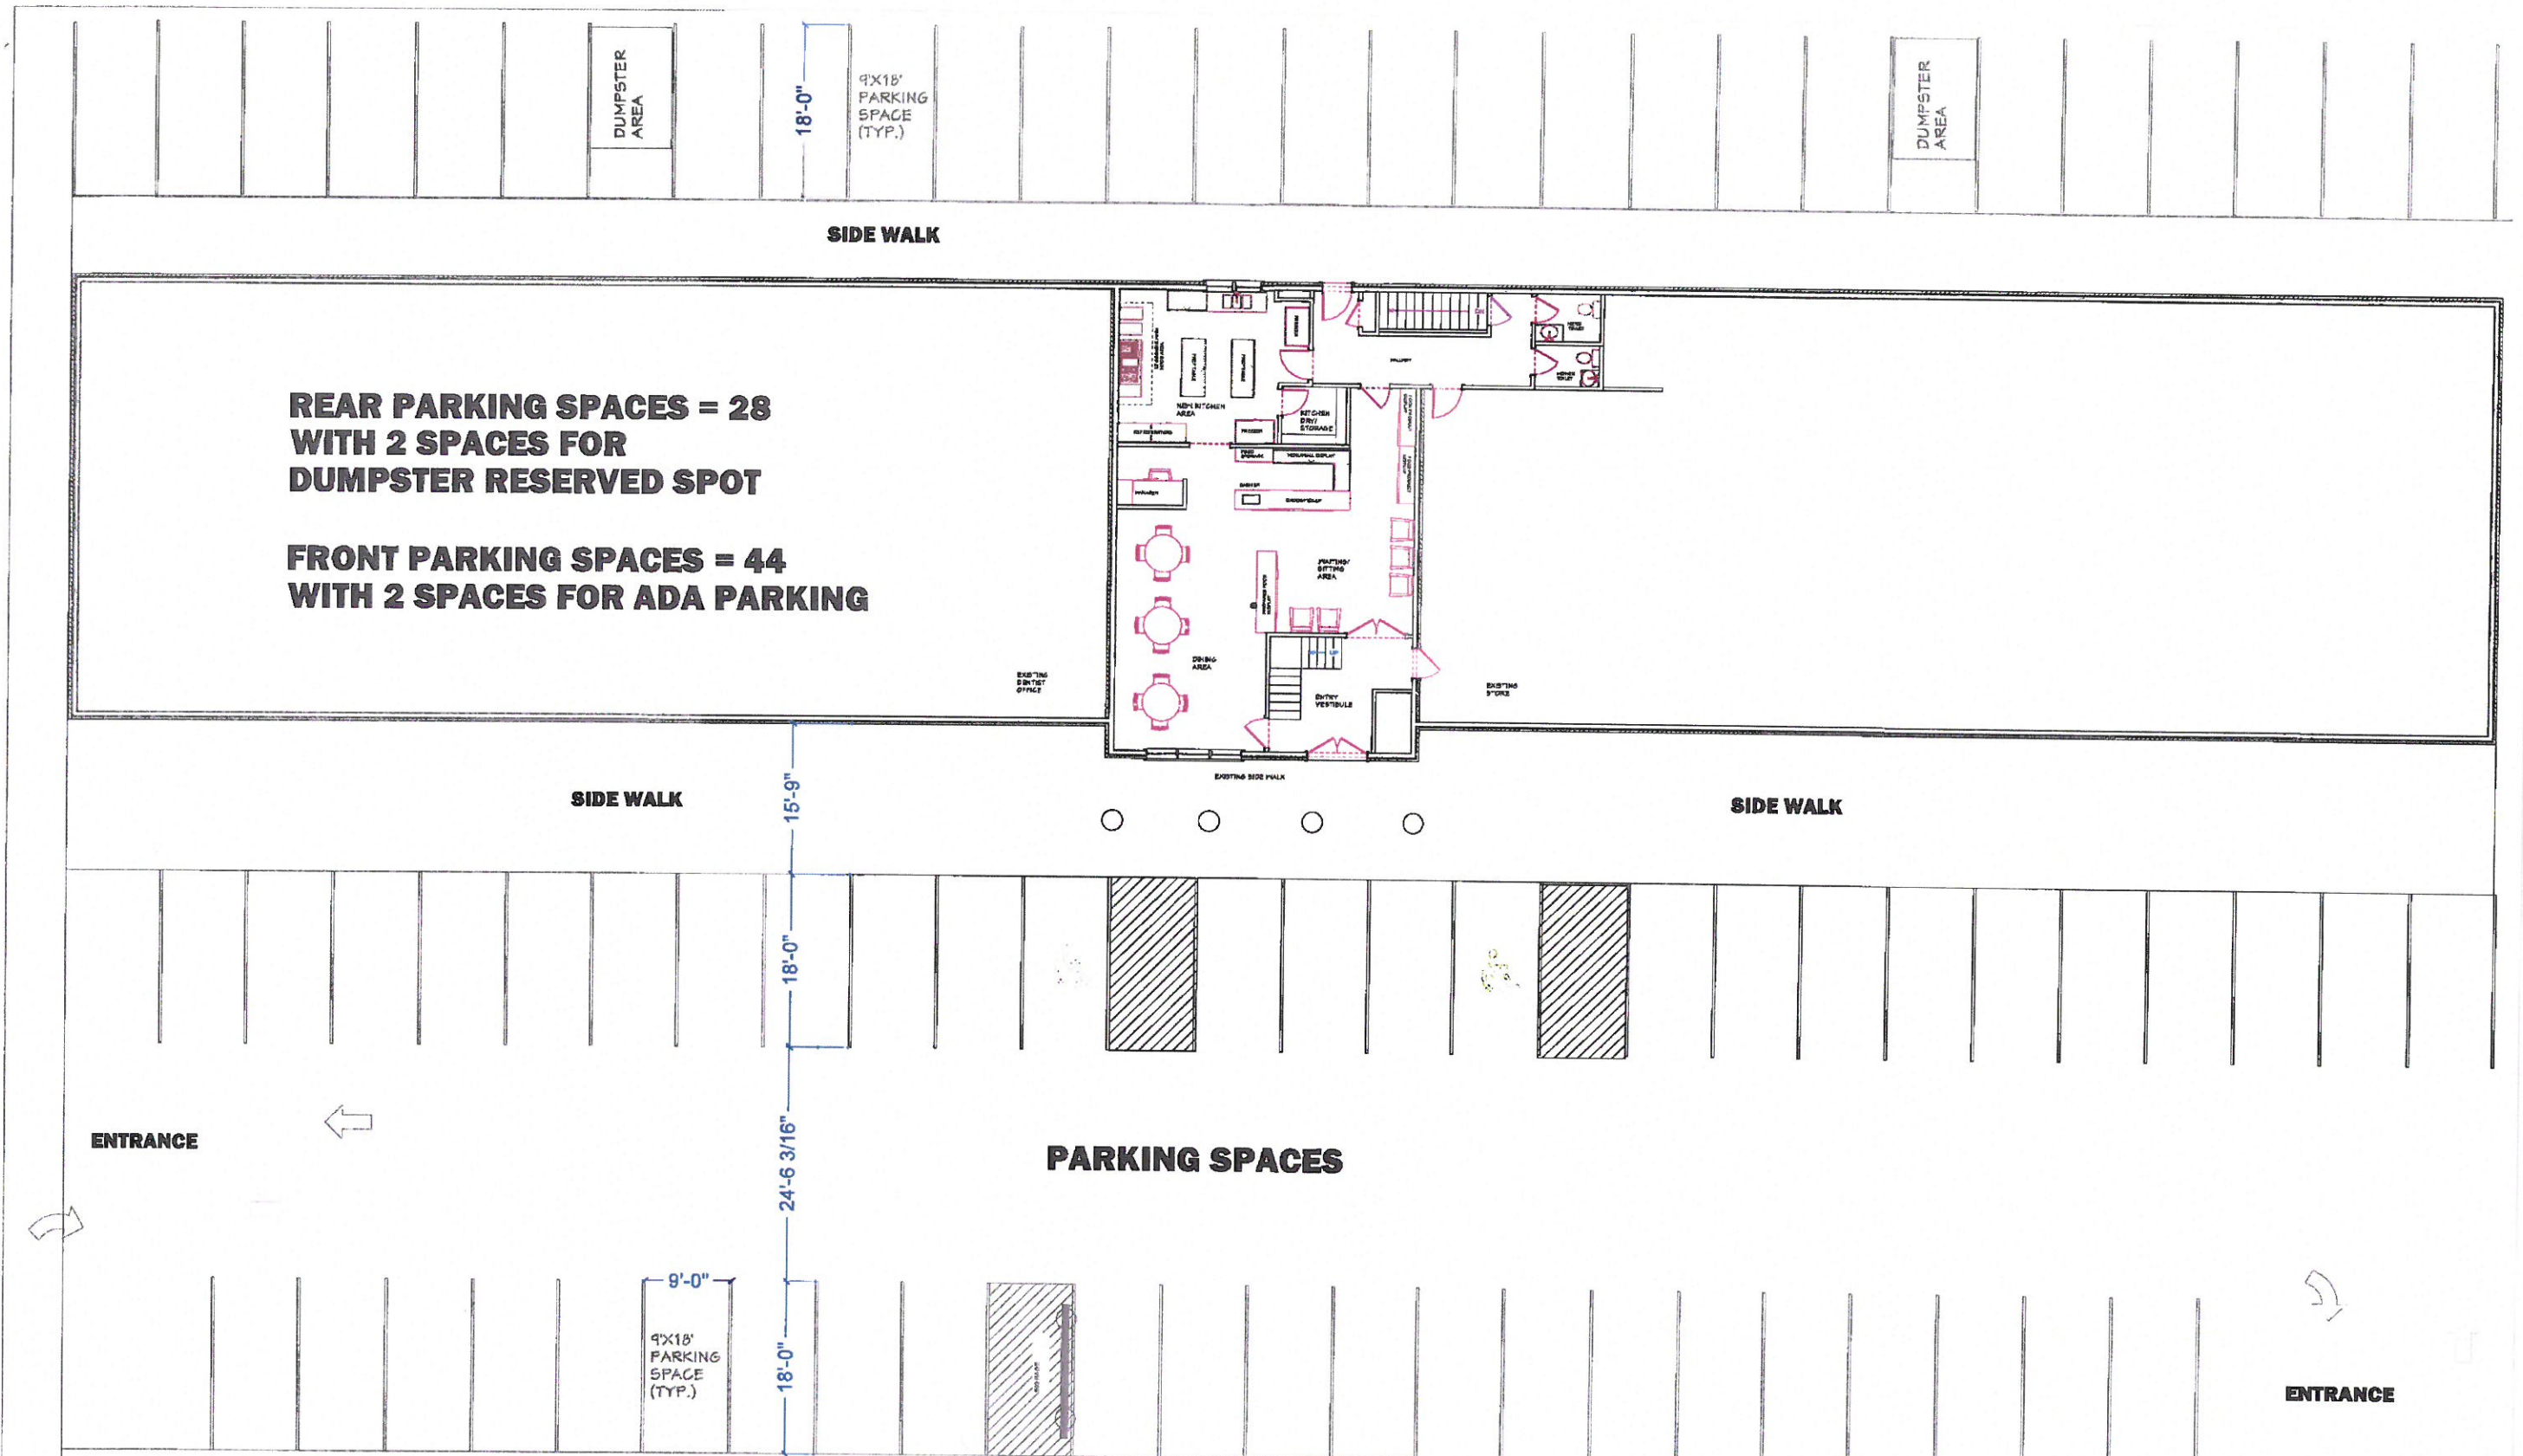 DUMPSTER
AREA
18'-0"
9'X18'
PARKING
SPACE
(TYP.)
DUMPSTER
AREA
SIDE WALK
REAR PARKING SPACES = 28
WITH 2 SPACES FOR
DUMPSTER RESERVED SPOT
FRONT PARKING SPACES = 44
WITH 2 SPACES FOR ADA PARKING
HALLWAY
NEW KITCHEN
AREA
KITCHEN
DRY/
STORAGE
WAITING/
SITTING
AREA
DINING
AREA
ENTRY
VESTIBULE
UP
EXISTING
DENTIST
OFFICE
EXISTING
STORE
EXISTING SIDE WALK
SIDE WALK
15'-9"
SIDE WALK
18'-0"
ENTRANCE
24'-6 3/16"
PARKING SPACES
9'-0"
9'X18'
PARKING
SPACE
(TYP.)
18'-0"
ENTRANCE